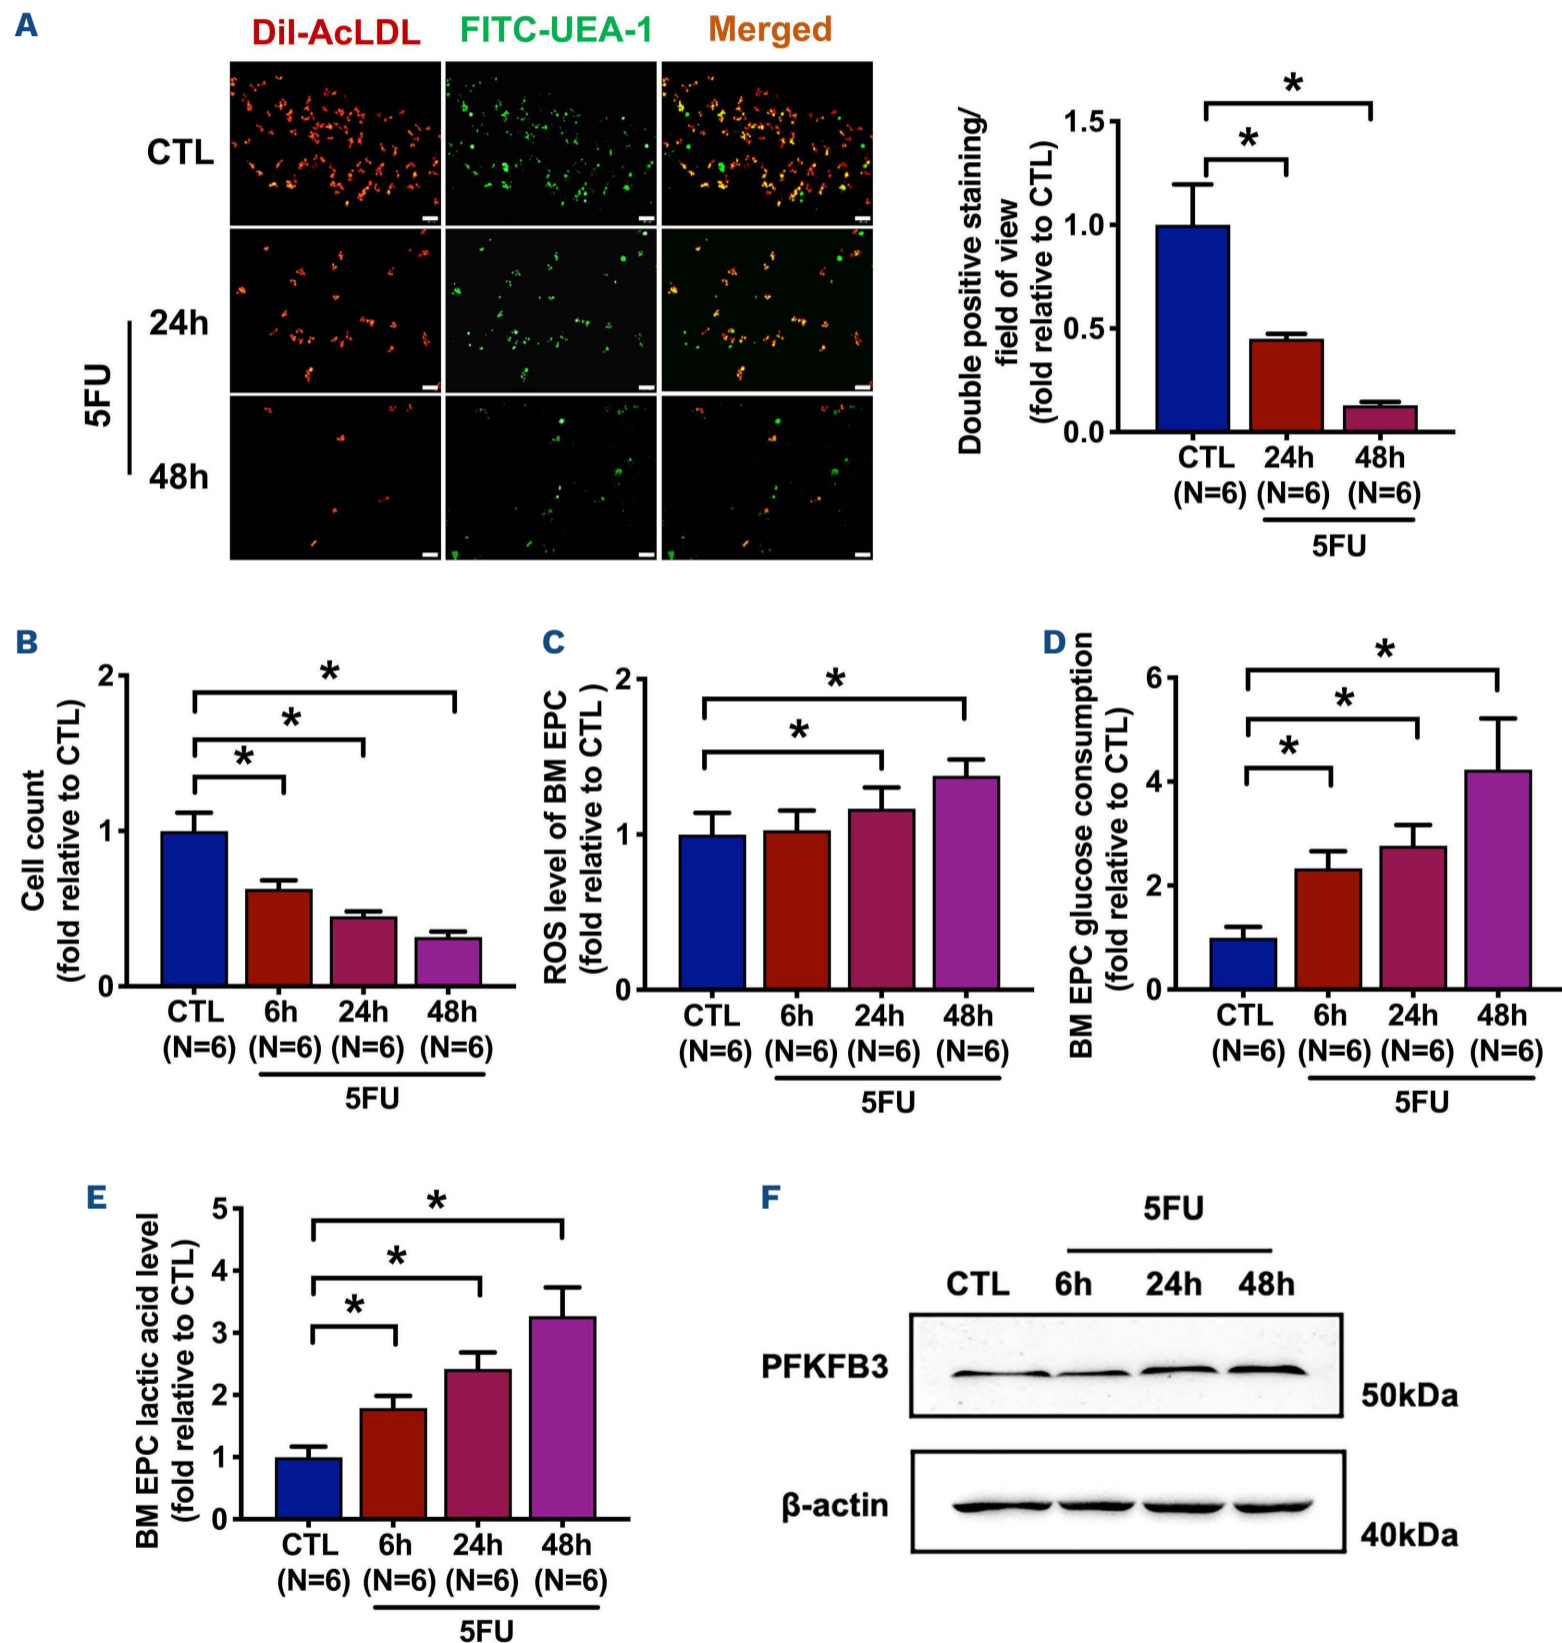 A
Dil-AcLDL FITC-UEA-1 Merged
CTL
24h
48h
5FU
Double positive staining/
field of view
(fold relative to CTL)
1.5
1.0
0.5
0.0
*
*
CTL 24h 48h
(N=6) (N=6) (N=6)
5FU
B
Cell count
(fold relative to CTL)
2
1
0
*
*
*
CTL 6h 24h 48h
(N=6) (N=6) (N=6) (N=6)
5FU
C
ROS level of BM EPC
(fold relative to CTL )
2
1
0
*
*
CTL 6h 24h 48h
(N=6) (N=6) (N=6) (N=6)
5FU
D
BM EPC glucose consumption
(fold relative to CTL)
6
4
2
0
*
*
*
CTL 6h 24h 48h
(N=6) (N=6) (N=6) (N=6)
5FU
E
BM EPC lactic acid level
(fold relative to CTL)
5
4
3
2
1
0
*
*
*
CTL 6h 24h 48h
(N=6) (N=6) (N=6) (N=6)
5FU
F
5FU
CTL 6h 24h 48h
PFKFB3
50kDa
β-actin
40kDa